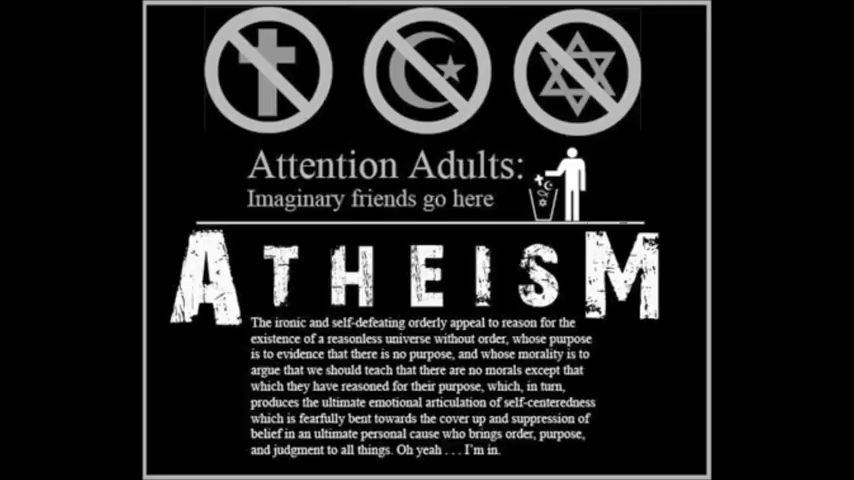 Attention Adults:
Imaginary friends go here
ATHEISM
The ironic and self-defeating orderly appeal to reason for the
existence of a reasonless universe without order, whose purpose
is to evidence that there is no purpose, and whose morality is to
argue that we should teach that there are no morals except that
which they have reasoned for their purpose, which, in turn,
produces the ultimate emotional articulation of self-centeredness
which is fearfully bent towards the cover up and suppression of
belief in an ultimate personal cause who brings order, purpose,
and judgment to all things. Oh yeah . . . I'm in.